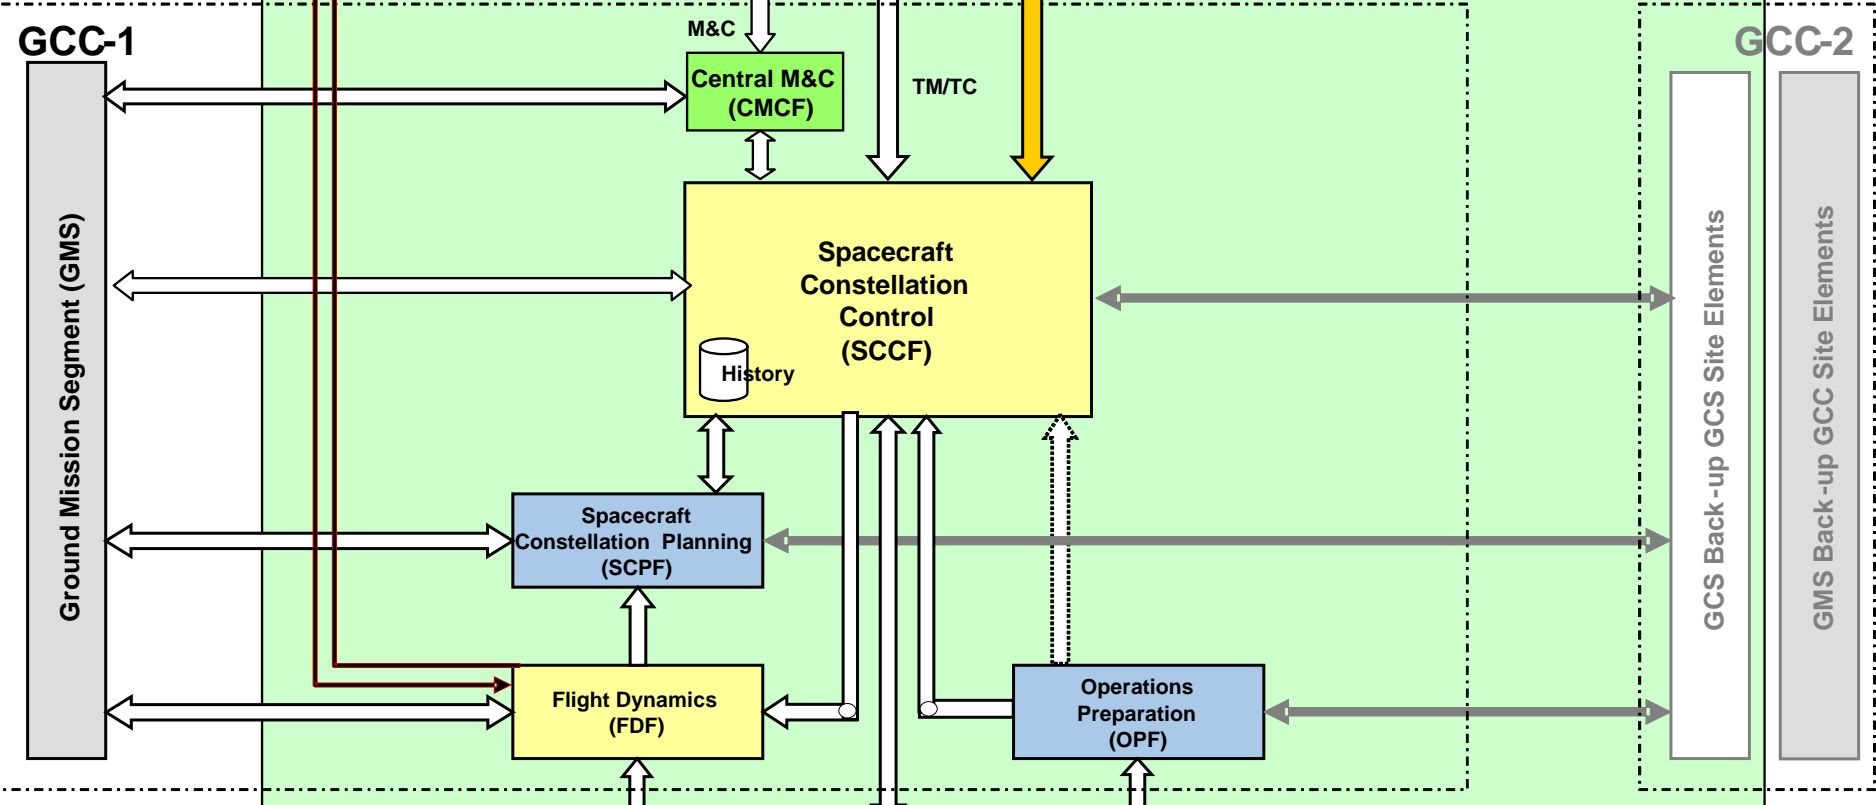 GCC-1
GCC-2
M&C
Central M&C
(CMCF)
TM/TC
Ground Mission Segment (GMS)
Spacecraft
Constellation
Control
(SCCF)
History
GCS Back-up GCS Site Elements
GMS Back-up GCC Site Elements
Spacecraft
Constellation Planning
(SCPF)
Flight Dynamics
(FDF)
Operations
Preparation
(OPF)